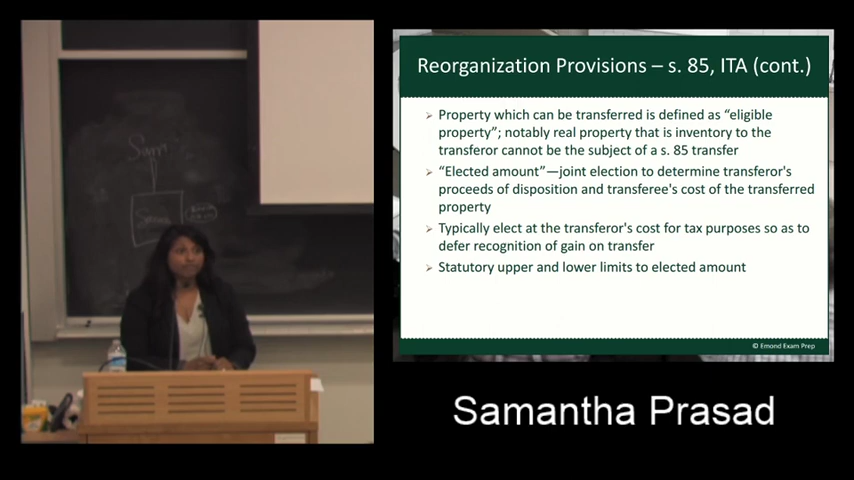 Reorganization Provisions – s. 85, ITA (cont.)
Property which can be transferred is defined as “eligible
property”; notably real property that is inventory to the
transferor cannot be the subject of a s. 85 transfer
“Elected amount”—joint election to determine transferor's
proceeds of disposition and transferee's cost of the transferred
property
Typically elect at the transferor's cost for tax purposes so as to
defer recognition of gain on transfer
Statutory upper and lower limits to elected amount
© Emond Exam Prep
Samantha Prasad
Sam